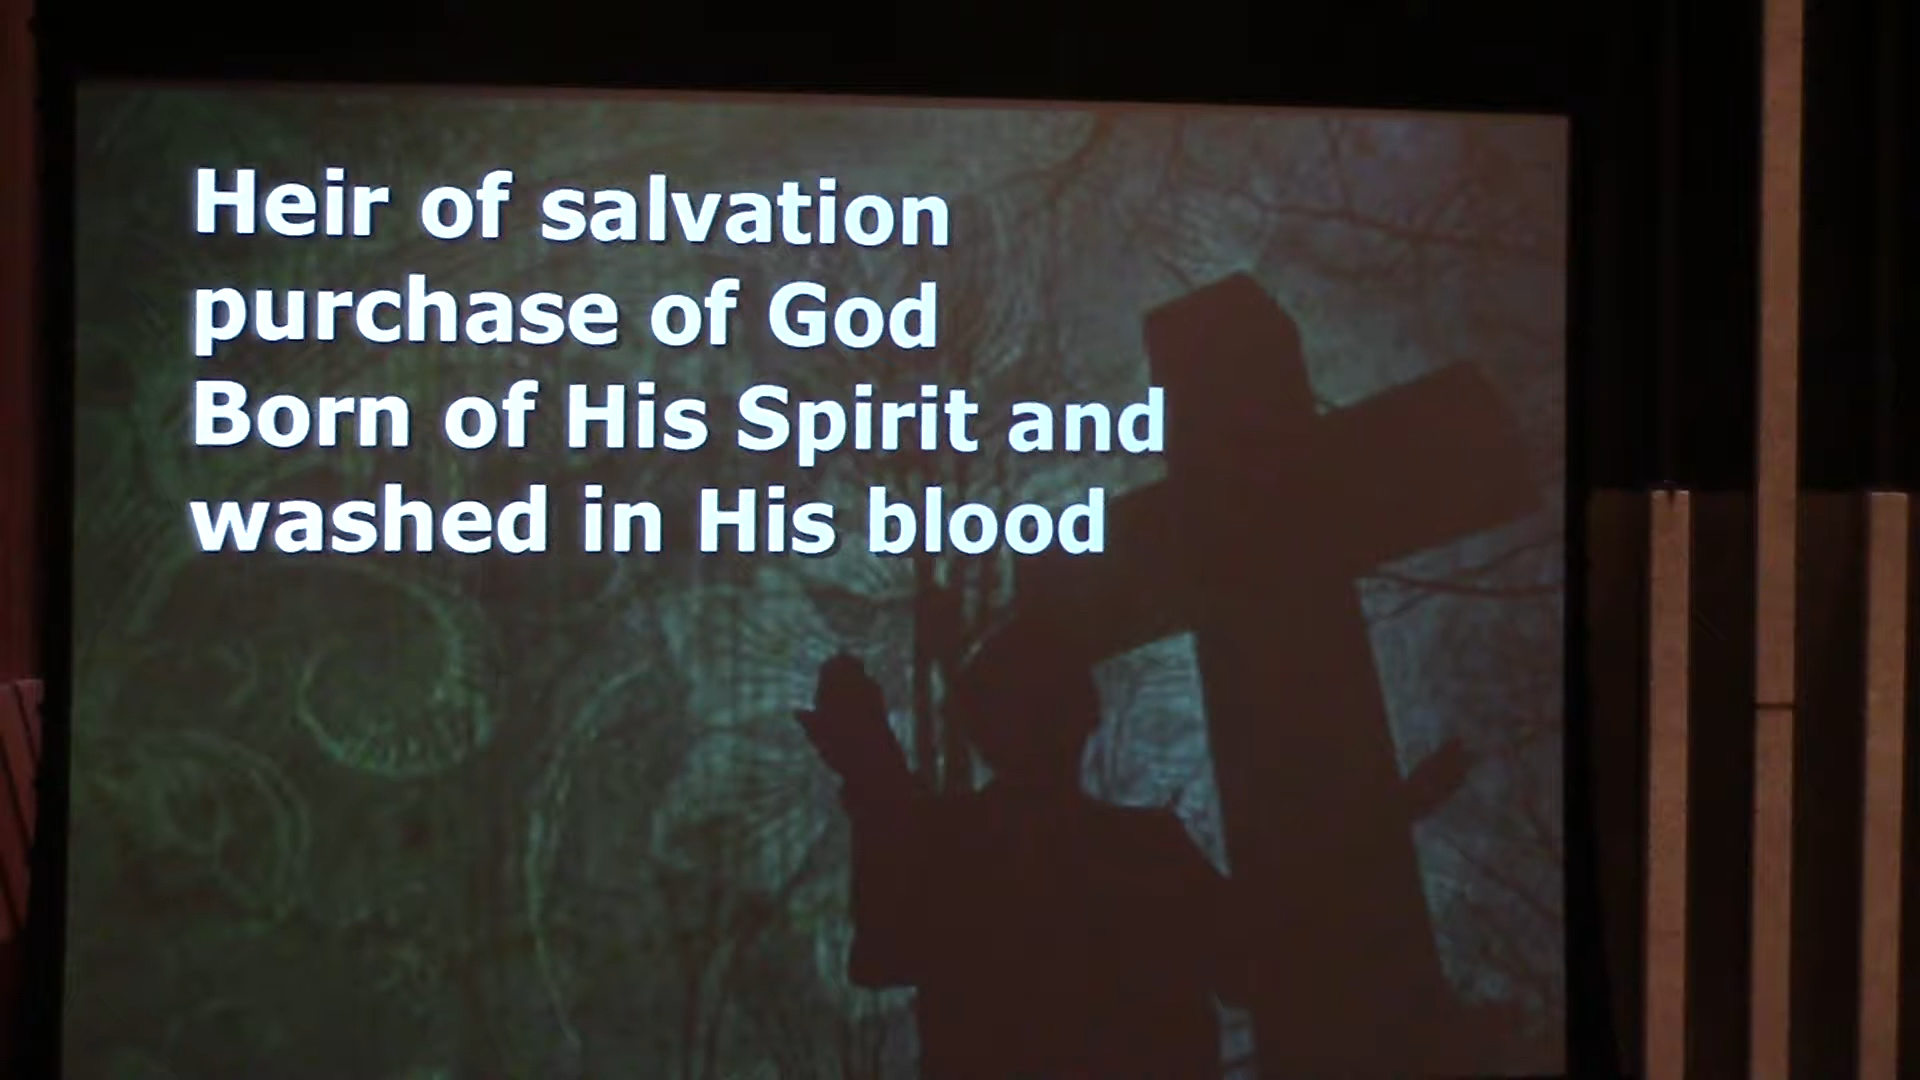 Heir of salvation
purchase of God
Born of His Spirit and
washed in His blood